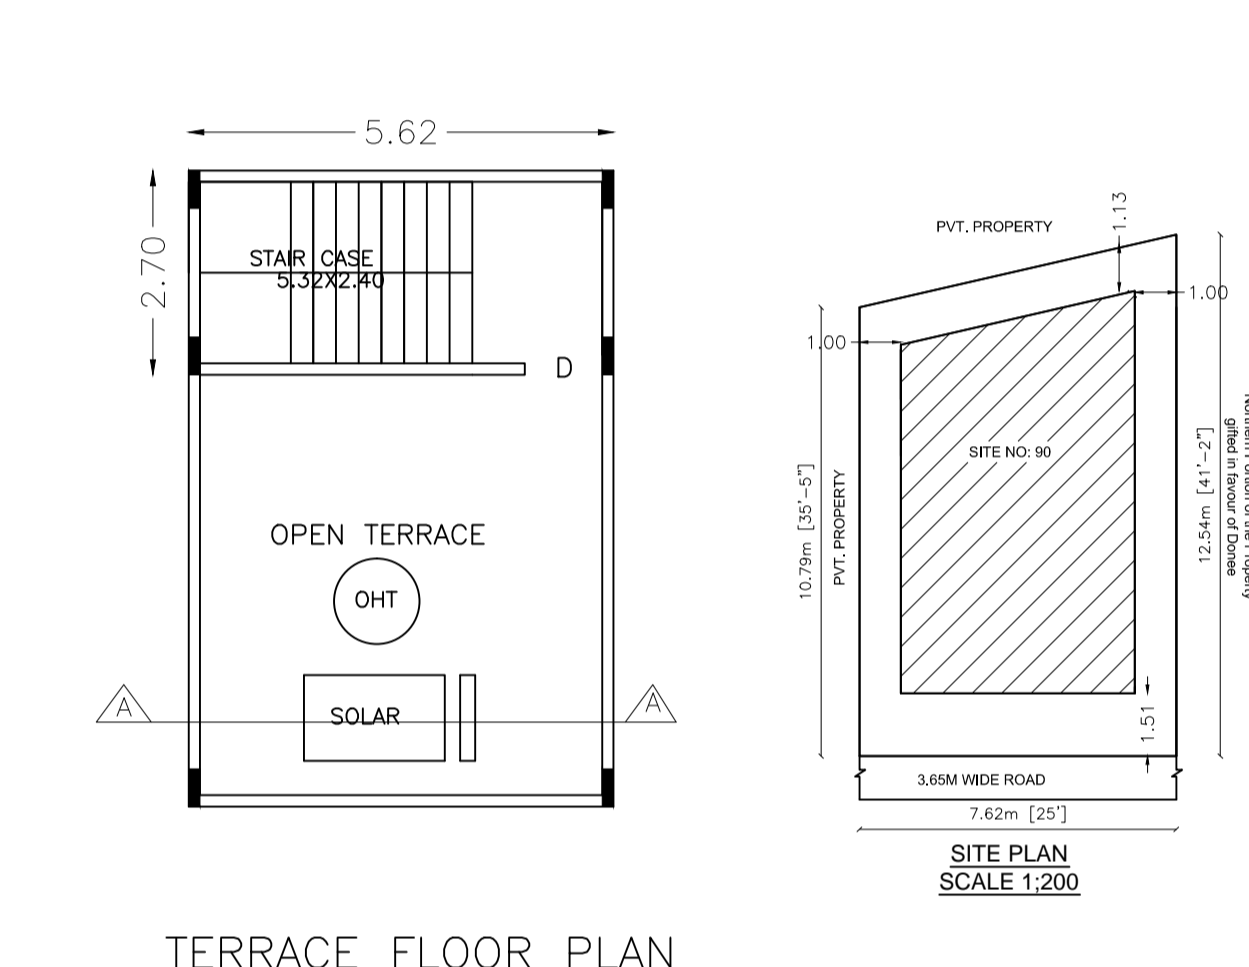 5.62
2.70
STAIR CASE
5.32X2.40
D
OPEN TERRACE
OHT
SOLAR
A
A
TERRACE FLOOR PLAN
PVT. PROPERTY
1.13
1.00
1.00
SITE NO: 90
10.79m [35'-5"]
PVT. PROPERTY
12.54m [41'-2"]
gifted in favour of Donee
1.51
3.65M WIDE ROAD
7.62m [25']
SITE PLAN
SCALE 1;200